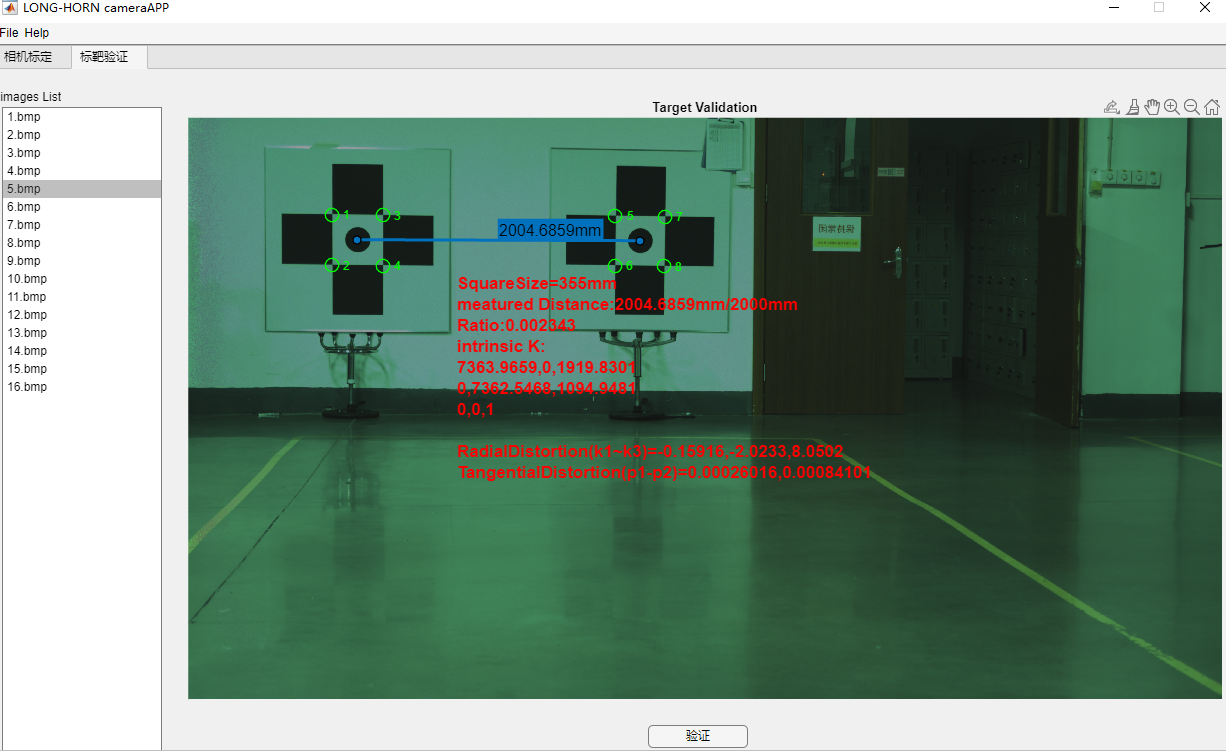 LONG-HORN cameraAPP
File Help
相机标定 标靶验证
images List
Target Validation
1.bmp
2.bmp
3.bmp
4.bmp
5.bmp
6.bmp
7.bmp
8.bmp
9.bmp
10.bmp
11.bmp
12.bmp
13.bmp
14.bmp
15.bmp
16.bmp
1 3 5 7
2004.6859mm
2 4 6 8
SquareSize=355mm
meatured Distance:2004.6859mm/2000mm
Ratio:0.002343
intrinsic K:
7363.9659,0,1919.8301
0,7362.5468,1094.9481
0,0,1
RadialDistortion(k1~k3)=-0.15916,-2.0233,8.0502
TangentialDistortion(p1-p2)=0.00026016,0.00084101
验证